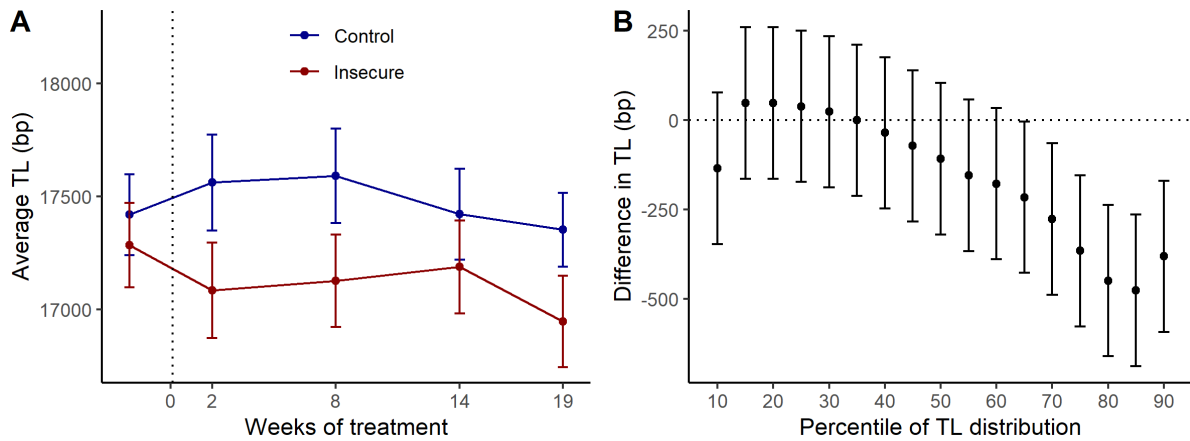 A
Control
Insecure
Average TL (bp)
18000
17500
17000
0 2 8 14 19
Weeks of treatment
B
Difference in TL (bp)
250
0
-250
-500
10 20 30 40 50 60 70 80 90
Percentile of TL distribution